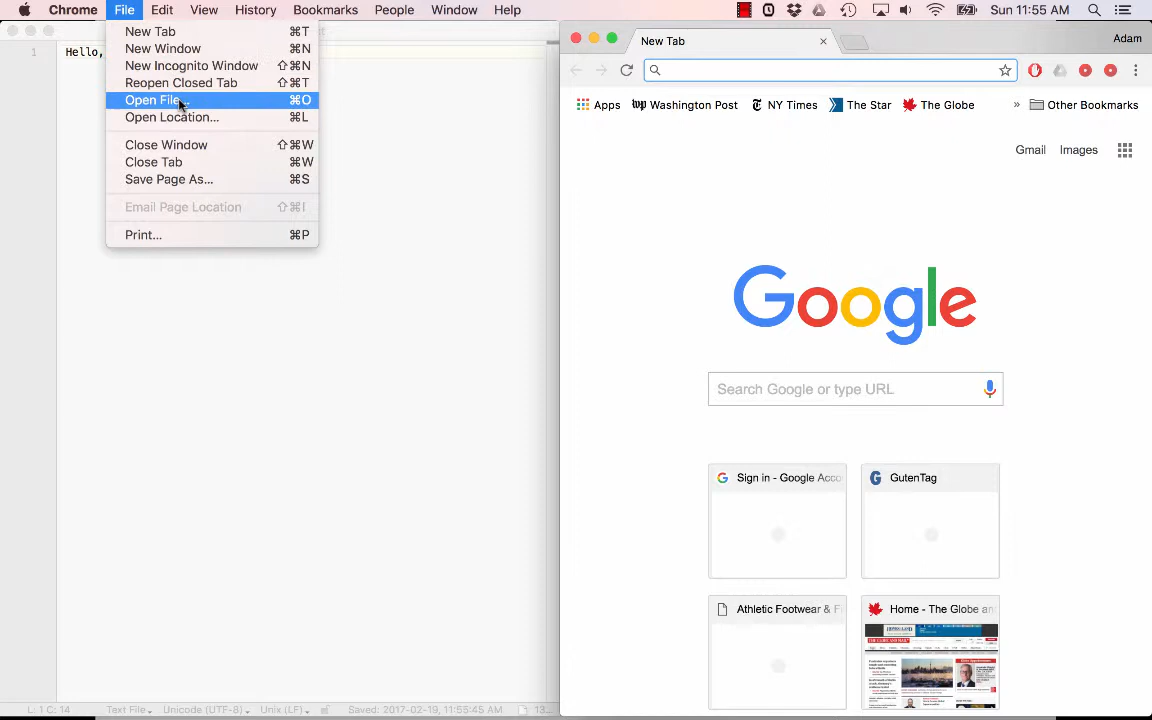 Chrome File Edit View History Bookmarks People Window Help Sun 11:55 AM
New Tab ⌘T
New Window ⌘N
New Incognito Window ⇧⌘N
Reopen Closed Tab ⇧⌘T
Open File... ⌘O
Open Location... ⌘L
Close Window ⇧⌘W
Close Tab ⌘W
Save Page As... ⌘S
Email Page Location ⇧⌘I
Print... ⌘P
1 Hello,
L: 1 C: 14 Text File Unicode (UTF-8) Unix (LF) Saved: 2017-02-19, 11:55:45 AM 13...
New Tab Adam
Apps Washington Post NY Times The Star The Globe » Other Bookmarks
Gmail Images
Google
Search Google or type URL
Sign in - Google Acco GutenTag
Athletic Footwear & F Home - The Globe an